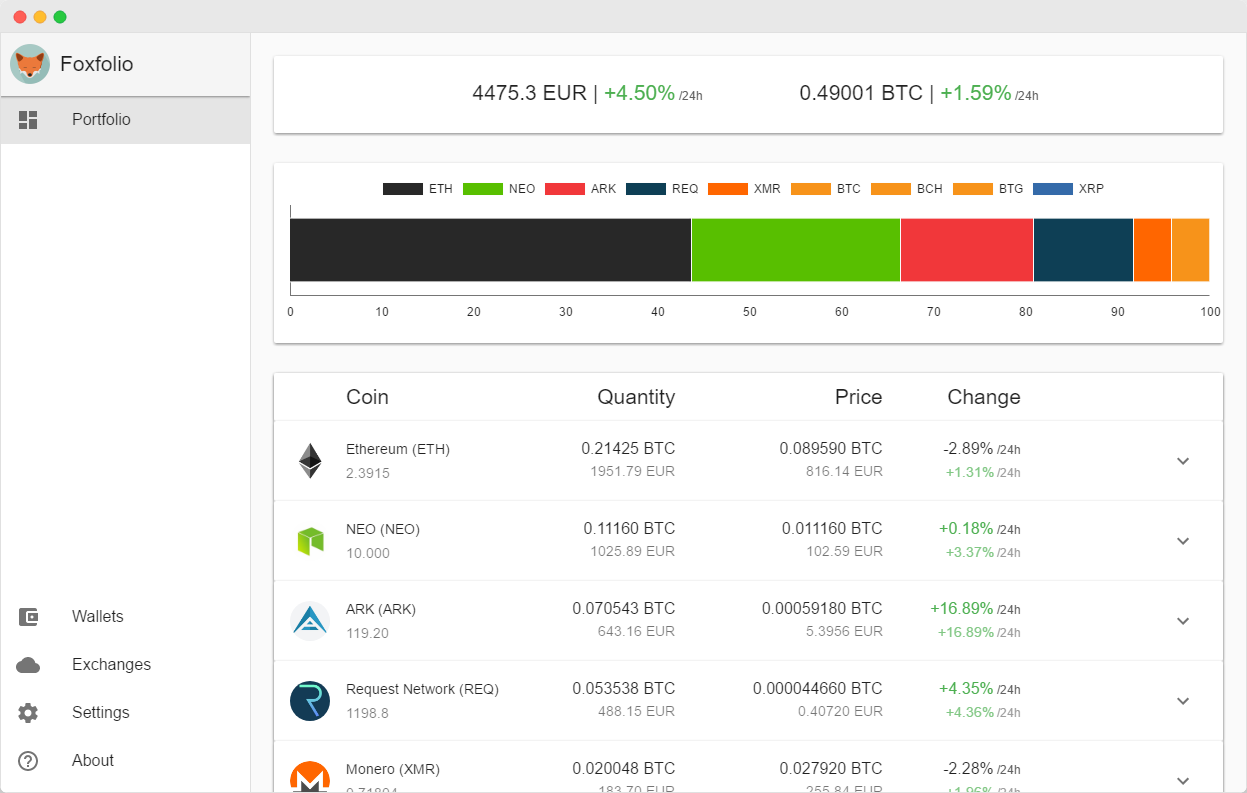 Foxfolio
Portfolio
Wallets
Exchanges
Settings
About
4475.3 EUR | +4.50% /24h 0.49001 BTC | +1.59% /24h
ETH NEO ARK REQ XMR BTC BCH BTG XRP
0 10 20 30 40 50 60 70 80 90 100
Coin Quantity Price Change
Ethereum (ETH) 0.21425 BTC 0.089590 BTC -2.89% /24h
2.3915 1951.79 EUR 816.14 EUR +1.31% /24h
NEO (NEO) 0.11160 BTC 0.011160 BTC +0.18% /24h
10.000 1025.89 EUR 102.59 EUR +3.37% /24h
ARK (ARK) 0.070543 BTC 0.00059180 BTC +16.89% /24h
119.20 643.16 EUR 5.3956 EUR +16.89% /24h
Request Network (REQ) 0.053538 BTC 0.000044660 BTC +4.35% /24h
1198.8 488.15 EUR 0.40720 EUR +4.36% /24h
Monero (XMR) 0.020048 BTC 0.027920 BTC -2.28% /24h
0.71804 183.70 EUR 255.84 EUR +1.96% /24h